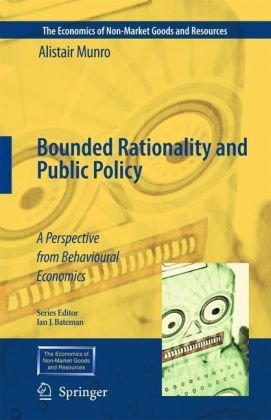 The Economics of Non-Market Goods and Resources
Alistair Munro
Bounded Rationality and
Public Policy
A Perspective
from Behavioural
Economics
Series Editor
Ian J. Bateman
The Economics of
Non-Market Goods
and Resources
Springer